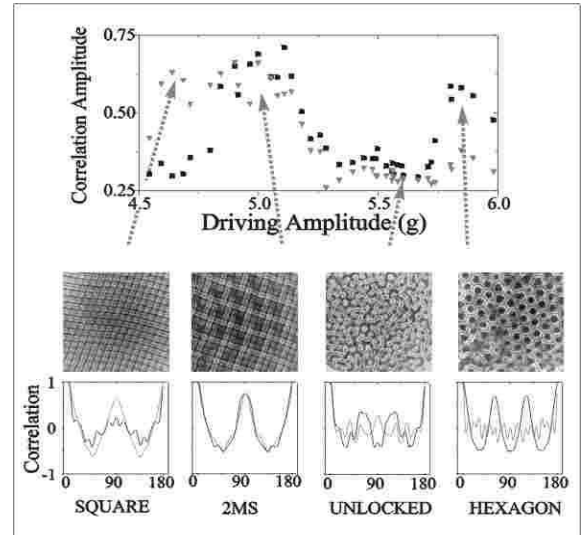 0.75
0.50
0.25
Correlation Amplitude
4.5 5.0 5.5 6.0
Driving Amplitude (g)
1
0
-1
Correlation
0 90 180 0 90 180 0 90 180 0 90 180
SQUARE 2MS UNLOCKED HEXAGON